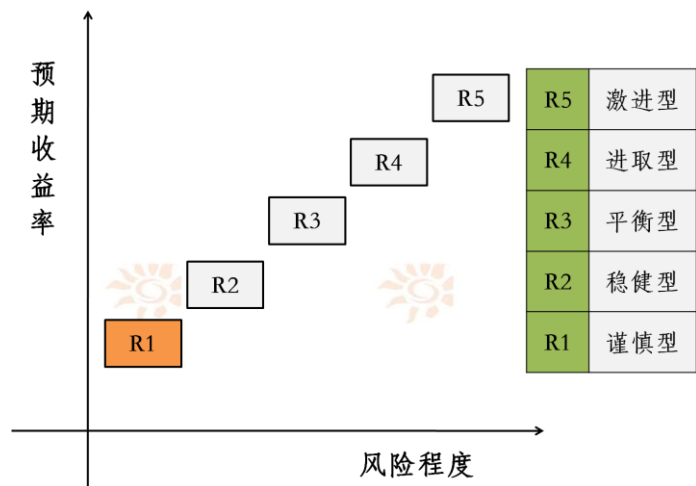 预期收益率
R5
R4
R3
R2
R1
风险程度
R5 激进型
R4 进取型
R3 平衡型
R2 稳健型
R1 谨慎型